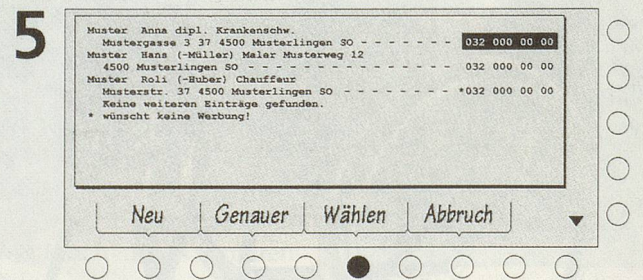 5
Muster Anna dipl. Krankenschw.
Mustergasse 3 37 4500 Musterlingen SO - - - - - - - 032 000 00 00
Muster Hans (-Müller) Maler Musterweg 12
4500 Musterlingen SO - - - - - - - - - - - - - - - 032 000 00 00
Muster Roli (-Huber) Chauffeur
Musterstr. 37 4500 Musterlingen SO - - - - - - - *032 000 00 00
Keine weiteren Einträge gefunden.
* wünscht keine Werbung!
Neu Genauer Wählen Abbruch